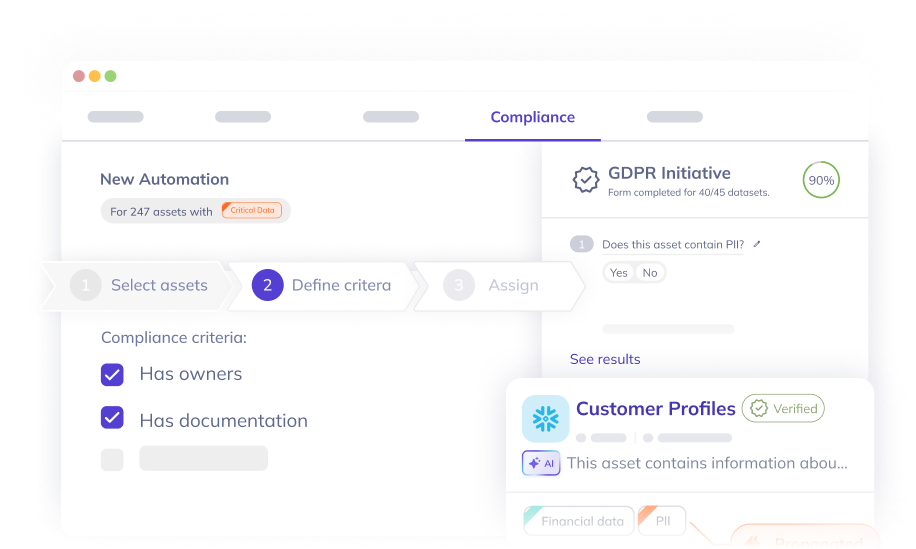 Compliance
New Automation
For 247 assets with Critical Data
1 Select assets
2 Define critera
3 Assign
Compliance criteria:
Has owners
Has documentation
GDPR Initiative
Form completed for 40/45 datasets.
90%
1 Does this asset contain PII?
Yes No
See results
Customer Profiles Verified
AI This asset contains information abou...
Financial data PII
Propagated